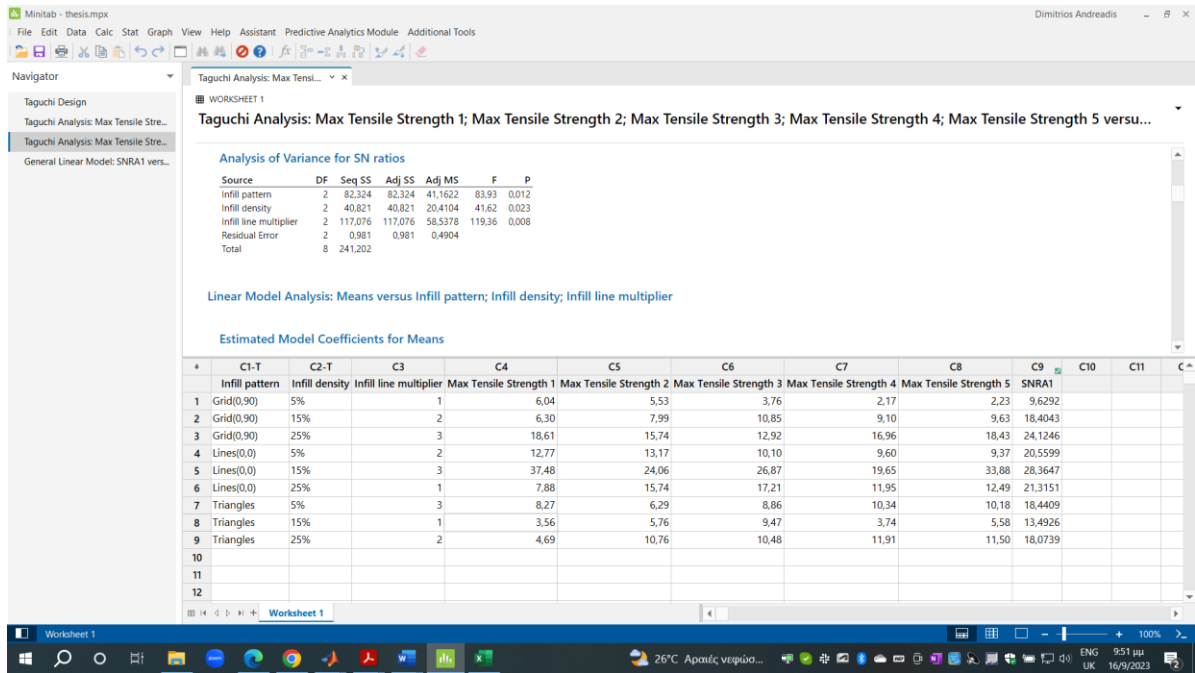 Minitab - thesis.mpx Dimitrios Andreadis
File Edit Data Calc Stat Graph View Help Assistant Predictive Analytics Module Additional Tools
Navigator
Taguchi Analysis: Max Tensi...
Taguchi Design
Taguchi Analysis: Max Tensile Stre...
Taguchi Analysis: Max Tensile Stre...
General Linear Model: SNRA1 vers...
WORKSHEET 1
Taguchi Analysis: Max Tensile Strength 1; Max Tensile Strength 2; Max Tensile Strength 3; Max Tensile Strength 4; Max Tensile Strength 5 versu...
Analysis of Variance for SN ratios
Source DF Seq SS Adj SS Adj MS F P
Infill pattern 2 82,324 82,324 41,1622 83,93 0,012
Infill density 2 40,821 40,821 20,4104 41,62 0,023
Infill line multiplier 2 117,076 117,076 58,5378 119,36 0,008
Residual Error 2 0,981 0,981 0,4904
Total 8 241,202
Linear Model Analysis: Means versus Infill pattern; Infill density; Infill line multiplier
Estimated Model Coefficients for Means
C1-T C2-T C3 C4 C5 C6 C7 C8 C9 C10 C11 C
Infill pattern Infill density Infill line multiplier Max Tensile Strength 1 Max Tensile Strength 2 Max Tensile Strength 3 Max Tensile Strength 4 Max Tensile Strength 5 SNRA1
1 Grid(0,90) 5% 1 6,04 5,53 3,76 2,17 2,23 9,6292
2 Grid(0,90) 15% 2 6,30 7,99 10,85 9,10 9,63 18,4043
3 Grid(0,90) 25% 3 18,61 15,74 12,92 16,96 18,43 24,1246
4 Lines(0,0) 5% 2 12,77 13,17 10,10 9,60 9,37 20,5599
5 Lines(0,0) 15% 3 37,48 24,06 26,87 19,65 33,88 28,3647
6 Lines(0,0) 25% 1 7,88 15,74 17,21 11,95 12,49 21,3151
7 Triangles 5% 3 8,27 6,29 8,86 10,34 10,18 18,4409
8 Triangles 15% 1 3,56 5,76 9,47 3,74 5,58 13,4926
9 Triangles 25% 2 4,69 10,76 10,48 11,91 11,50 18,0739
10
11
12
Worksheet 1
Worksheet 1 100%
26°C Αραιές νεφώσ... ENG 9:51 μμ
UK 16/9/2023